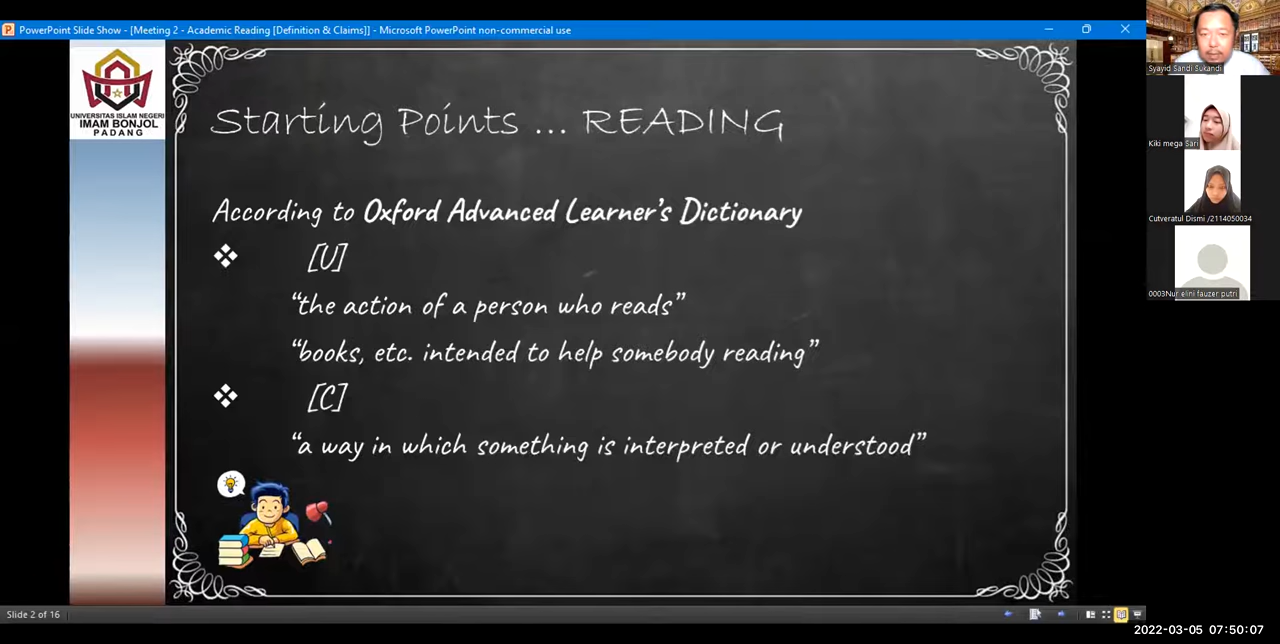 PowerPoint Slide Show - [Meeting 2 - Academic Reading [Definition & Claims]] - Microsoft PowerPoint non-commercial use
UNIVERSITAS ISLAM NEGERI
IMAM BONJOL
PADANG
Starting Points ... READING
According to Oxford Advanced Learner's Dictionary
❖ [U]
“the action of a person who reads”
“books, etc. intended to help somebody reading”
❖ [C]
“a way in which something is interpreted or understood”
Slide 2 of 16
Syayid Sandi Sukandi
Kiki mega Sari
Cutveratul Dismi /2114050034
0003Nur elini fauzer putri
2022-03-05 07:50:07